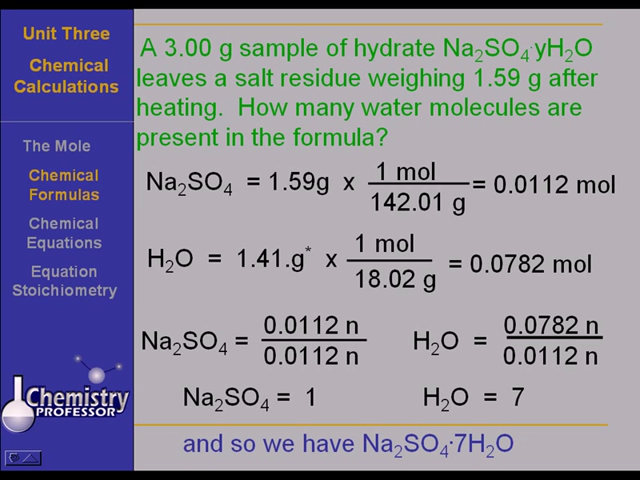 Unit Three
Chemical
Calculations
The Mole
Chemical
Formulas
Chemical
Equations
Equation
Stoichiometry
Chemistry
PROFESSOR
A 3.00 g sample of hydrate Na₂SO₄·yH₂O
leaves a salt residue weighing 1.59 g after
heating. How many water molecules are
present in the formula?
Na₂SO₄ = 1.59g x 1 mol / 142.01 g = 0.0112 mol
H₂O = 1.41.g* x 1 mol / 18.02 g = 0.0782 mol
Na₂SO₄ = 0.0112 n / 0.0112 n H₂O = 0.0782 n / 0.0112 n
Na₂SO₄ = 1 H₂O = 7
and so we have Na₂SO₄·7H₂O